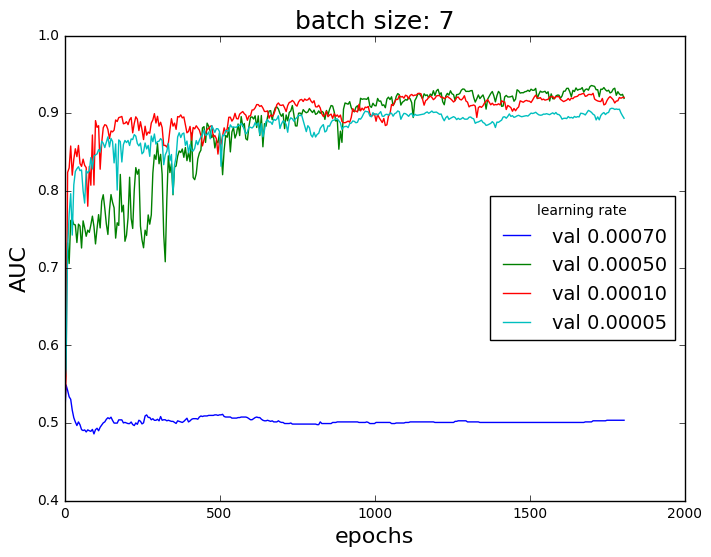 batch size: 7
1.0
0.9
0.8
0.7
0.6
0.5
0.4
AUC
learning rate
val 0.00070
val 0.00050
val 0.00010
val 0.00005
0 500 1000 1500 2000
epochs